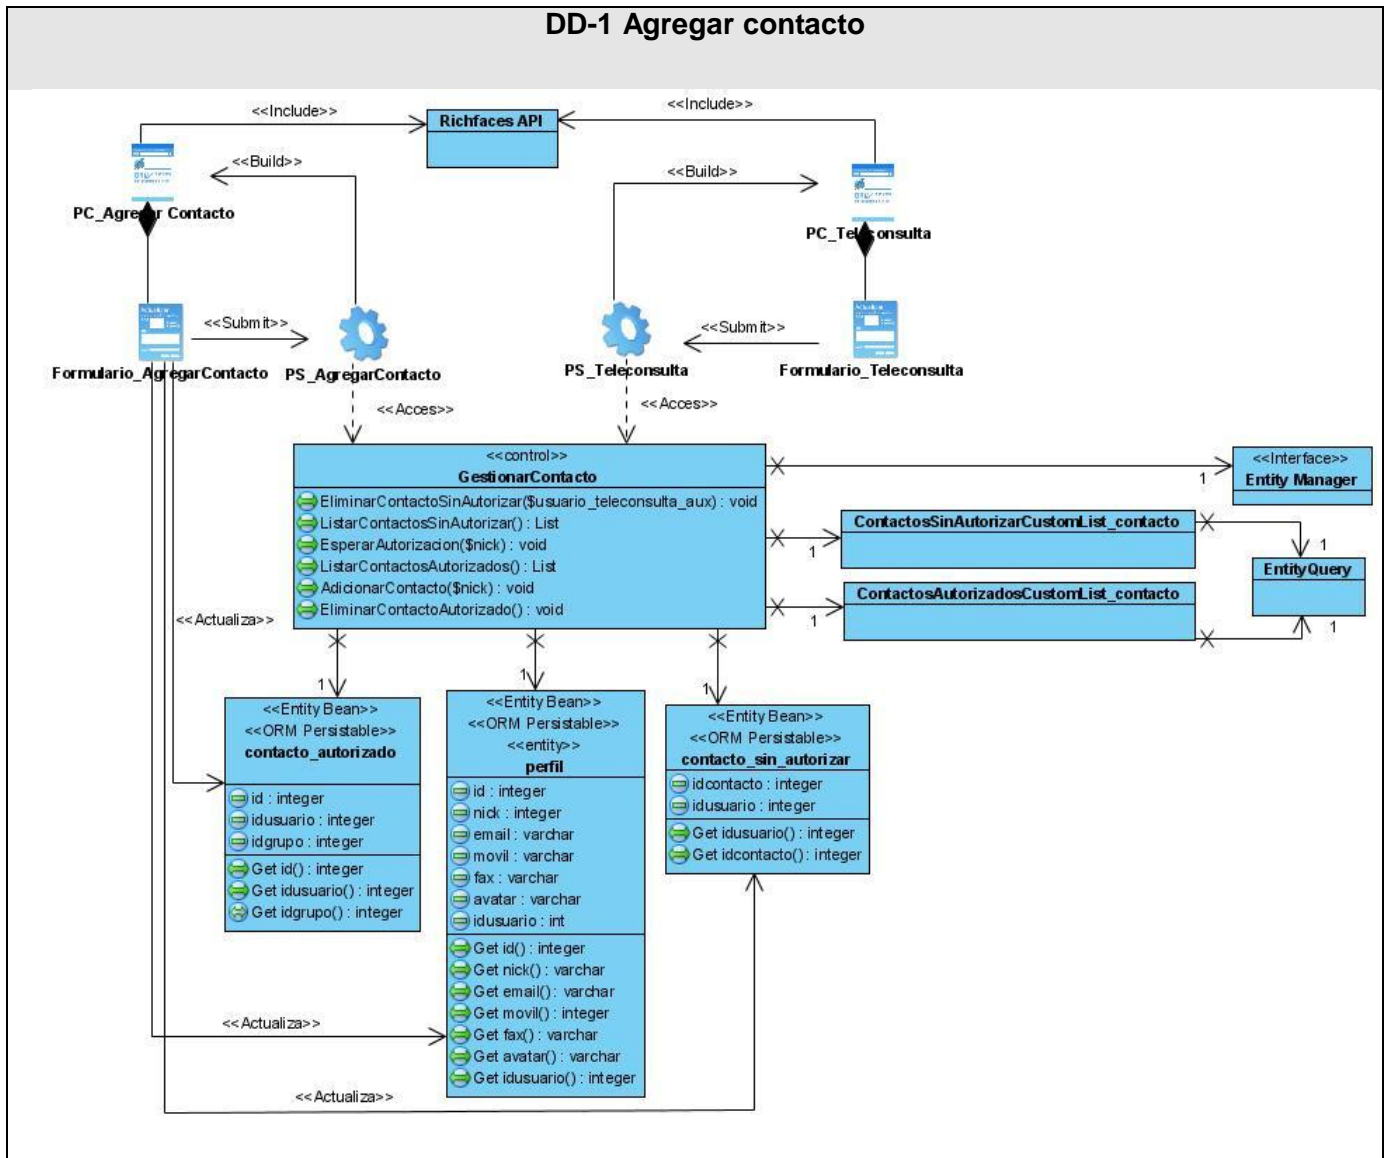 DD-1 Agregar contacto
<<Include>>
<<Include>>
Richfaces API
<<Build>>
<<Build>>
PC_Agregar Contacto
PC_Teleconsulta
<<Submit>>
<<Submit>>
Formulario_AgregarContacto
PS_AgregarContacto
PS_Teleconsulta
Formulario_Teleconsulta
<<Acces>>
<<Acces>>
<<control>>
GestionarContacto
EliminarContactoSinAutorizar($usuario_teleconsulta_aux) : void
ListarContactosSinAutorizar() : List
EsperarAutorizacion($nick) : void
ListarContactosAutorizados() : List
AdicionarContacto($nick) : void
EliminarContactoAutorizado() : void
<<Interface>>
Entity Manager
1
ContactosSinAutorizarCustomList_contacto
1
1
EntityQuery
ContactosAutorizadosCustomList_contacto
1
1
<<Actualiza>>
1
1
1
<<Entity Bean>>
<<ORM Persistable>>
contacto_autorizado
id : integer
idusuario : integer
idgrupo : integer
Get id() : integer
Get idusuario() : integer
Get idgrupo() : integer
<<Entity Bean>>
<<ORM Persistable>>
<<entity>>
perfil
id : integer
nick : integer
email : varchar
movil : varchar
fax : varchar
avatar : varchar
idusuario : int
Get id() : integer
Get nick() : varchar
Get email() : varchar
Get movil() : integer
Get fax() : varchar
Get avatar() : varchar
Get idusuario() : integer
<<Entity Bean>>
<<ORM Persistable>>
contacto_sin_autorizar
idcontacto : integer
idusuario : integer
Get idusuario() : integer
Get idcontacto() : integer
<<Actualiza>>
<<Actualiza>>